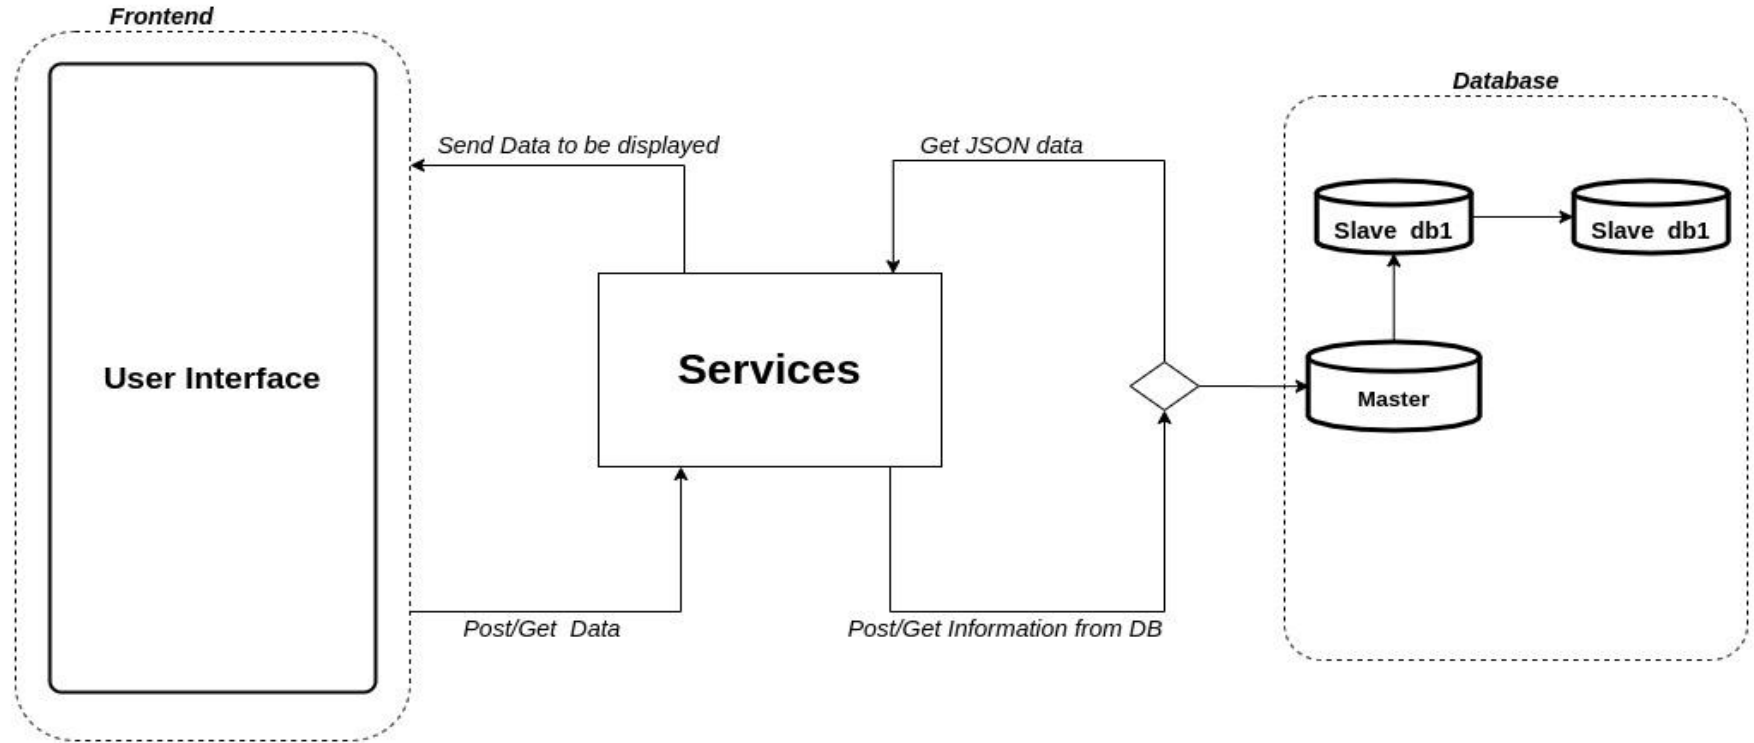 Frontend
Database
Send Data to be displayed
Get JSON data
Slave db1
Slave db1
User Interface
Services
Master
Post/Get Data
Post/Get Information from DB